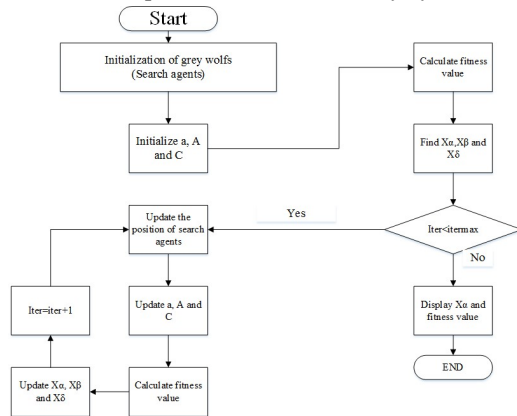 Start
Initialization of grey wolfs
(Search agents)
Initialize a, A
and C
Calculate fitness
value
Find Xα,Xβ and
Xδ
Iter<itermax
Yes
No
Update the
position of search
agents
Update a, A and
C
Calculate fitness
value
Update Xα, Xβ
and Xδ
Iter=iter+1
Display Xα and
fitness value
END